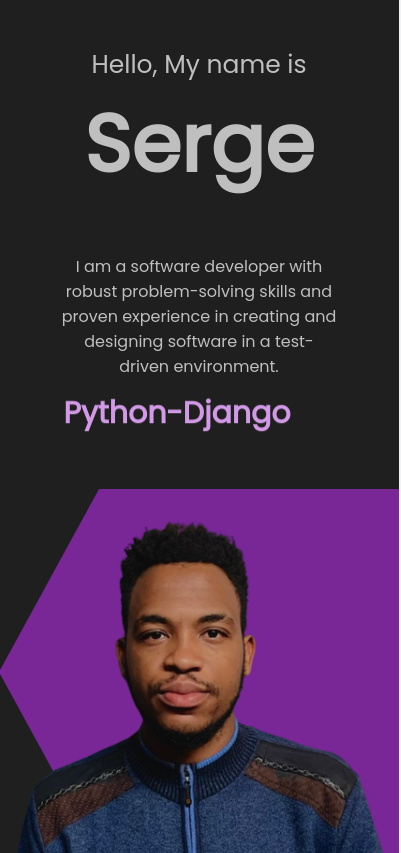 Hello, My name is
Serge
I am a software developer with
robust problem-solving skills and
proven experience in creating and
designing software in a test-
driven environment.
Python-Django